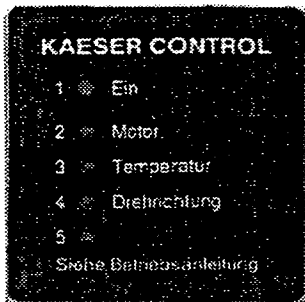 KAESER CONTROL
1 Ein
2 Motor
3 Temperatur
4 Drehrichtung
5
Siehe Betriebsanleitung